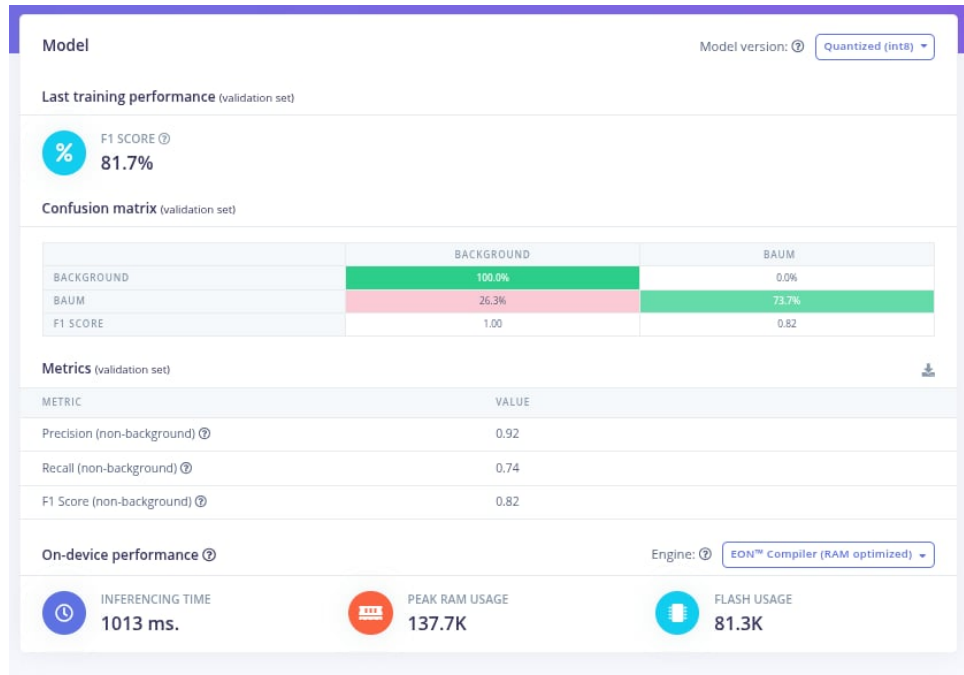 Model
Model version: Quantized (int8)
Last training performance (validation set)
F1 SCORE
%
81.7%
Confusion matrix (validation set)
BACKGROUND BAUM
BACKGROUND 100.0% 0.0%
BAUM 26.3% 73.7%
F1 SCORE 1.00 0.82
Metrics (validation set)
METRIC VALUE
Precision (non-background) 0.92
Recall (non-background) 0.74
F1 Score (non-background) 0.82
On-device performance
Engine: EON™ Compiler (RAM optimized)
INFERENCING TIME PEAK RAM USAGE FLASH USAGE
1013 ms. 137.7K 81.3K